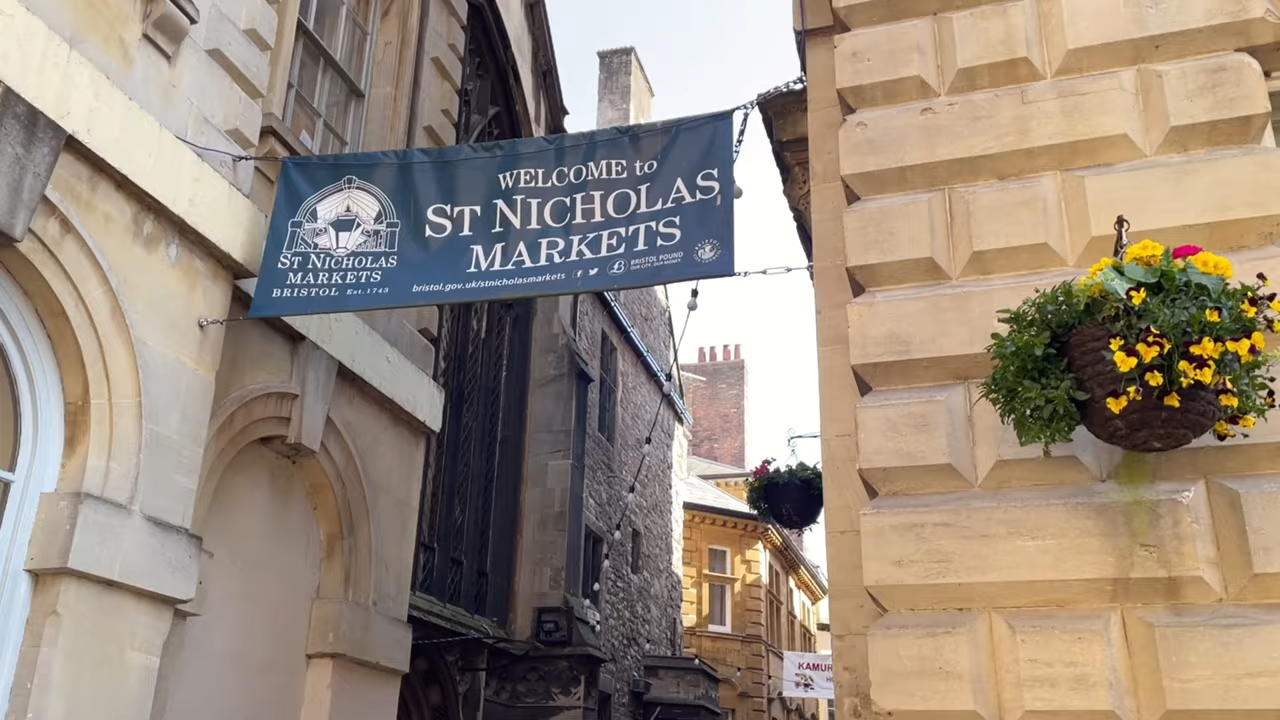 WELCOME to
ST NICHOLAS
MARKETS
ST NICHOLAS
MARKETS
BRISTOL Est. 1743
bristol.gov.uk/stnicholasmarkets
BRISTOL POUND
OUR CITY. OUR MONEY.
KAMUR